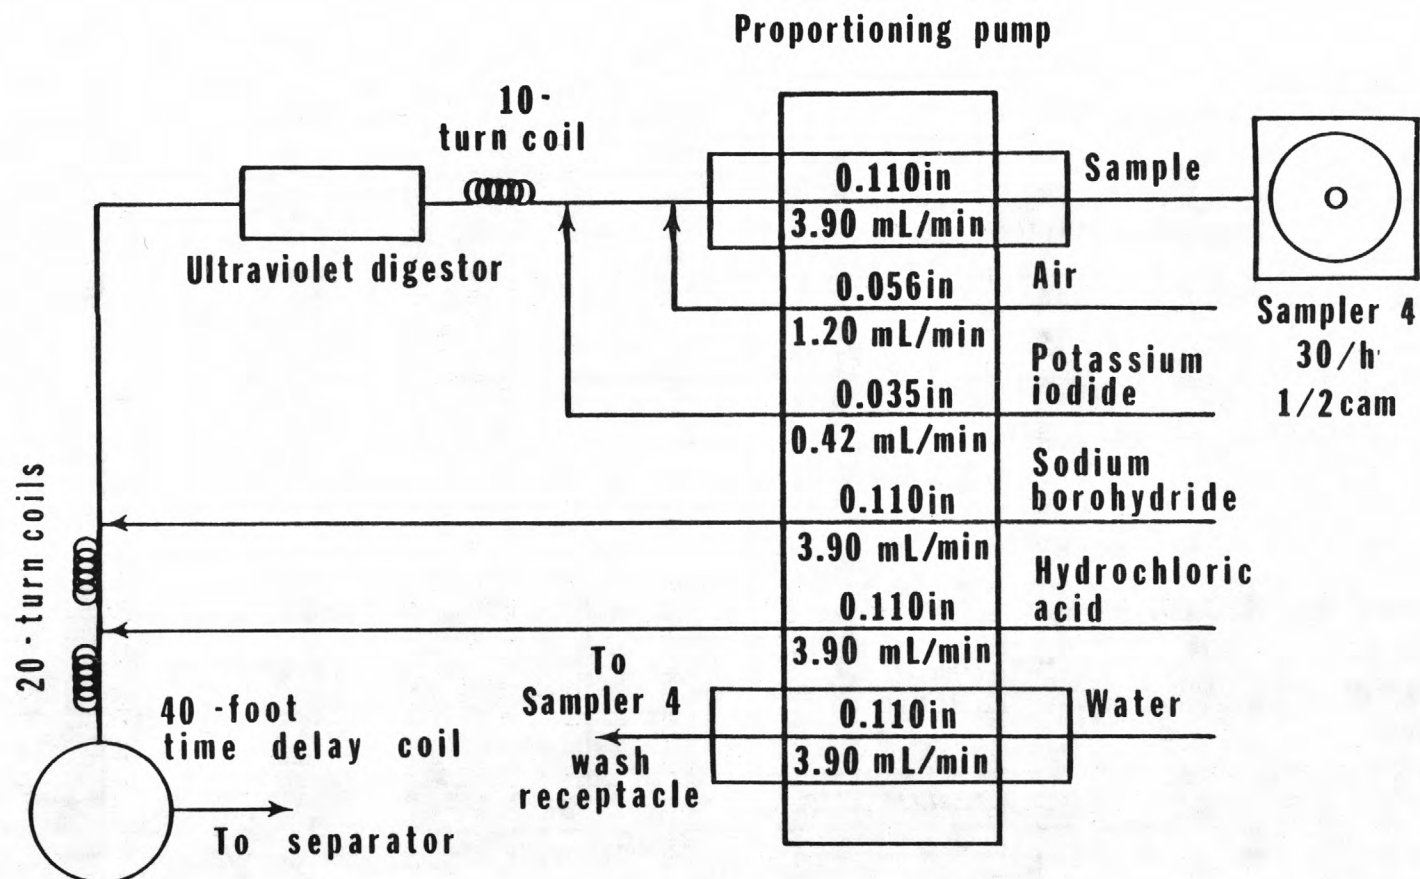 Proportioning pump
10-
turn coil
0.110in
Sample
3.90 mL/min
Ultraviolet digestor
0.056in
Air
1.20 mL/min
Sampler 4
30/h
1/2cam
Potassium
iodide
0.035in
0.42 mL/min
Sodium
borohydride
0.110in
3.90 mL/min
Hydrochloric
acid
0.110in
3.90 mL/min
20-turn coils
To
Sampler 4
wash
receptacle
0.110in
Water
3.90 mL/min
40-foot
time delay coil
To separator